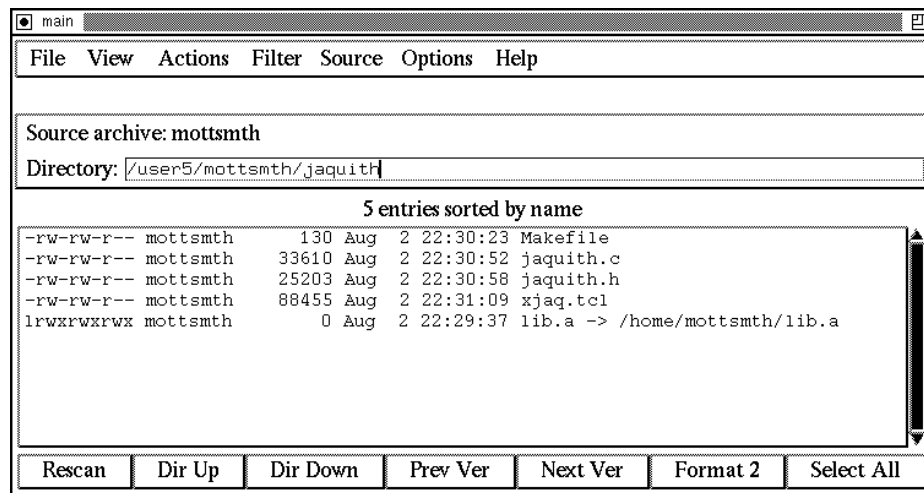 main
File View Actions Filter Source Options Help
Source archive: mottsmth
Directory: /user5/mottsmth/jaquith
5 entries sorted by name
-rw-rw-r-- mottsmth 130 Aug 2 22:30:23 Makefile
-rw-rw-r-- mottsmth 33610 Aug 2 22:30:52 jaquith.c
-rw-rw-r-- mottsmth 25203 Aug 2 22:30:58 jaquith.h
-rw-rw-r-- mottsmth 88455 Aug 2 22:31:09 xjaq.tcl
lrwxrwxrwx mottsmth 0 Aug 2 22:29:37 lib.a -> /home/mottsmth/lib.a
Rescan Dir Up Dir Down Prev Ver Next Ver Format 2 Select All